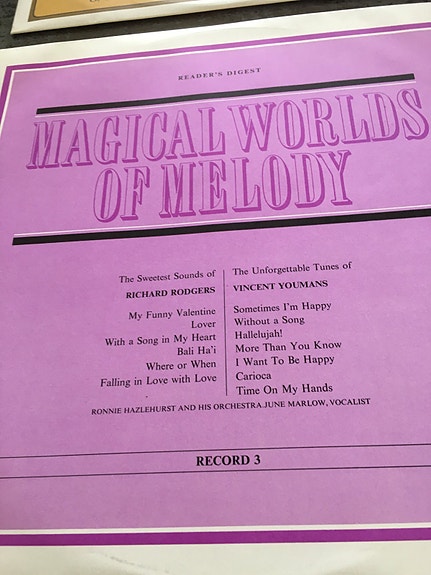 READER'S DIGEST
MAGICAL WORLDS
OF MELODY
The Sweetest Sounds of
RICHARD RODGERS
My Funny Valentine
Lover
With a Song in My Heart
Bali Ha'i
Where or When
Falling in Love with Love
The Unforgettable Tunes of
VINCENT YOUMANS
Sometimes I'm Happy
Without a Song
Hallelujah!
More Than You Know
I Want To Be Happy
Carioca
Time On My Hands
RONNIE HAZLEHURST AND HIS ORCHESTRA.JUNE MARLOW, VOCALIST
RECORD 3